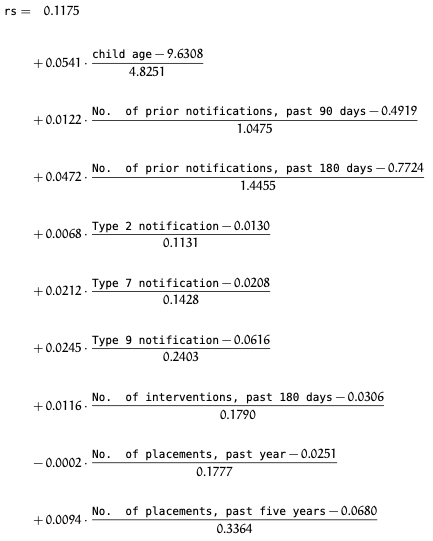 rs = 0.1175
+ 0.0541 · child age − 9.6308
4.8251
+ 0.0122 · No. of prior notifications, past 90 days − 0.4919
1.0475
+ 0.0472 · No. of prior notifications, past 180 days − 0.7724
1.4455
+ 0.0068 · Type 2 notification − 0.0130
0.1131
+ 0.0212 · Type 7 notification − 0.0208
0.1428
+ 0.0245 · Type 9 notification − 0.0616
0.2403
+ 0.0116 · No. of interventions, past 180 days − 0.0306
0.1790
− 0.0002 · No. of placements, past year − 0.0251
0.1777
+ 0.0094 · No. of placements, past five years − 0.0680
0.3364